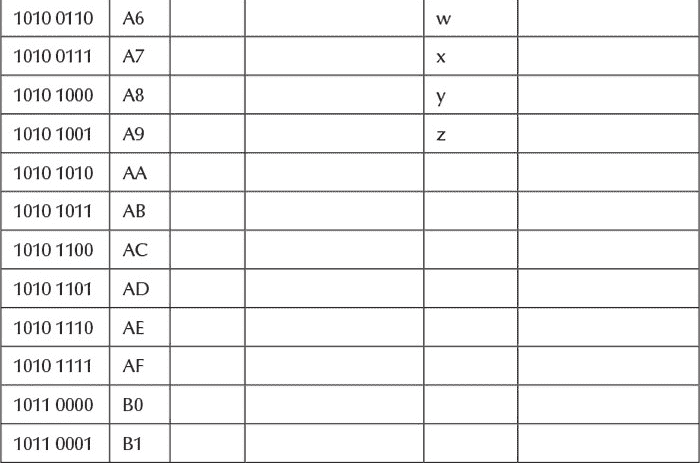 1010 0110 A6 w
1010 0111 A7 x
1010 1000 A8 y
1010 1001 A9 z
1010 1010 AA
1010 1011 AB
1010 1100 AC
1010 1101 AD
1010 1110 AE
1010 1111 AF
1011 0000 B0
1011 0001 B1